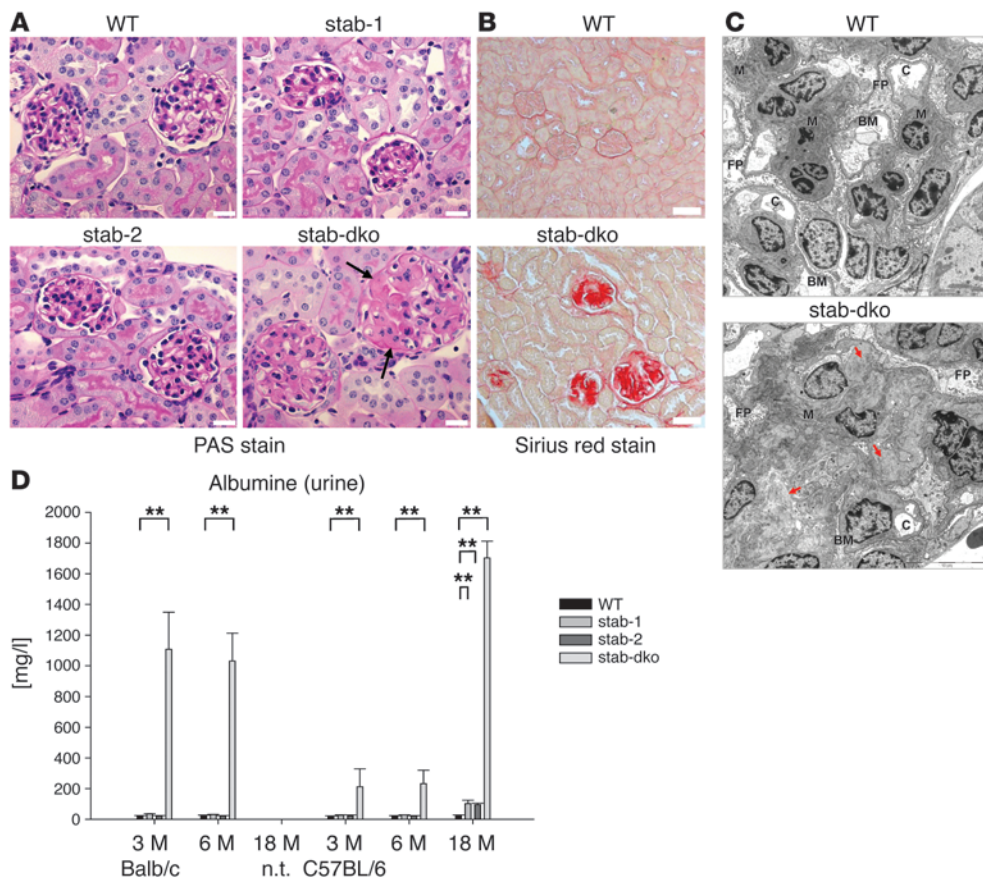 A WT stab-1 B WT C WT
M C FP M BM M FP C BM
stab-2 stab-dko stab-dko
PAS stain Sirius red stain
stab-dko
FP FP M C BM
D Albumine (urine)
** ** ** ** **
**
**
2000
1800
1600
1400
1200
1000
800
600
400
200
0
[mg/l]
WT
stab-1
stab-2
stab-dko
3 M 6 M 18 M 3 M 6 M 18 M
Balb/c n.t. C57BL/6